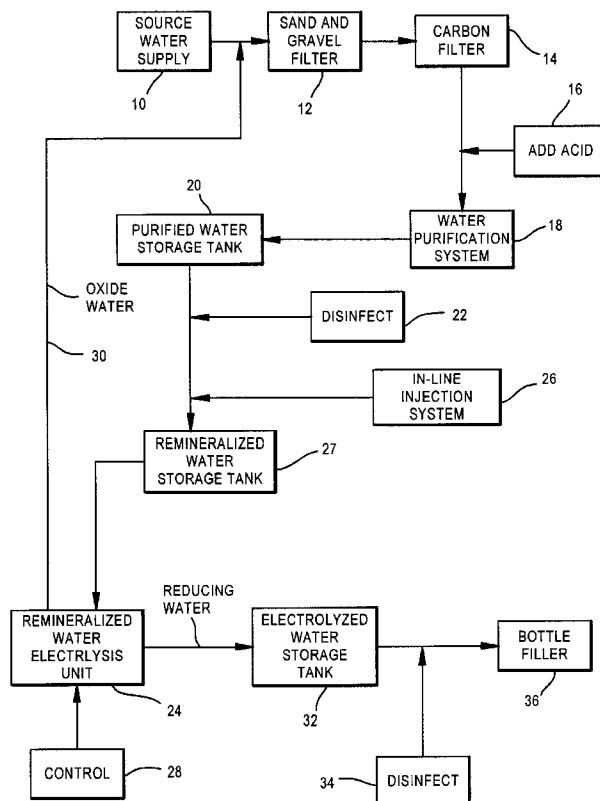 SOURCE
WATER
SUPPLY
10
SAND AND
GRAVEL
FILTER
12
CARBON
FILTER
14
16
ADD ACID
20
PURIFIED WATER
STORAGE TANK
WATER
PURIFICATION
SYSTEM
18
OXIDE
WATER
30
DISINFECT
22
IN-LINE
INJECTION
SYSTEM
26
REMINERALIZED
WATER
STORAGE TANK
27
REMINERALIZED
WATER
ELECTRLYSIS
UNIT
24
REDUCING
WATER
ELECTROLYZED
WATER
STORAGE
TANK
32
BOTTLE
FILLER
36
CONTROL
28
34
DISINFECT